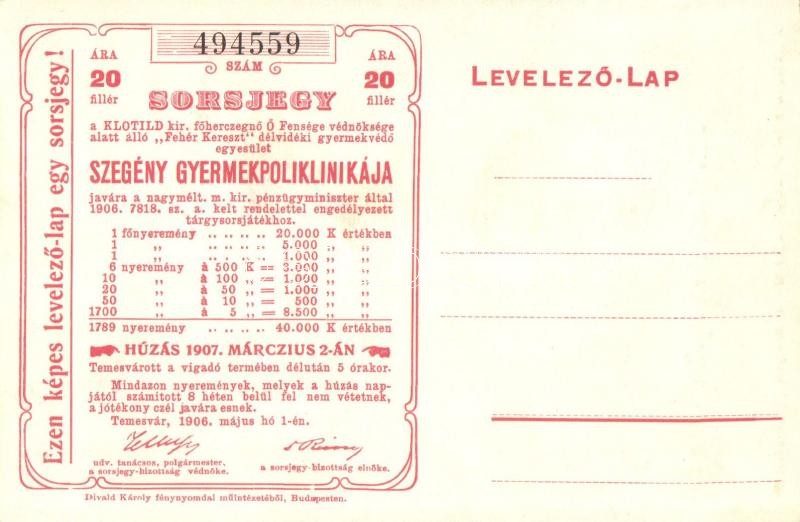 Ezen képes levelező-lap egy sorsjegy!
494559
SZÁM
ÁRA
20
fillér
ÁRA
20
fillér
SORSJEGY
a KLOTILD kir. főherczegnő Ő Fensége védnöksége
alatt álló „Fehér Kereszt" délvidéki gyermekvédő
egyesület
SZEGÉNY GYERMEKPOLIKLINIKÁJA
javára a nagymélt. m. kir. pénzügyminiszter által
1906. 7818. sz. a. kelt rendelettel engedélyezett
tárgysorsjátékhoz.
1 főnyeremény .. .. .. .. 20.000 K értékben
1 „ .. .. .. .. 5.000 „ „
1 „ .. .. .. .. 1.000 „ „
6 nyeremény à 500 K == 3.000 „ „
10 „ à 100 „ = 1.000 „ „
20 „ à 50 „ = 1.000 „ „
50 „ à 10 „ = 500 „ „
1700 „ à 5 „ = 8.500 „ „
1789 nyeremény .. .. .. .. 40.000 K értékben
HÚZÁS 1907. MÁRCZIUS 2-ÁN
Temesvárott a vigadó termében délután 5 órakor.
Mindazon nyeremények, melyek a húzás nap-
jától számított 8 héten belül fel nem vétetnek,
a jótékony czél javára esnek.
Temesvár, 1906. május hó 1-én.
udv. tanácsos, polgármester.
a sorsjegy-bizottság védnöke.
a sorsjegy-bizottság elnöke.
Divald Károly fénynyomdai műintézetéből, Budapesten.
LEVELEZŐ-LAP